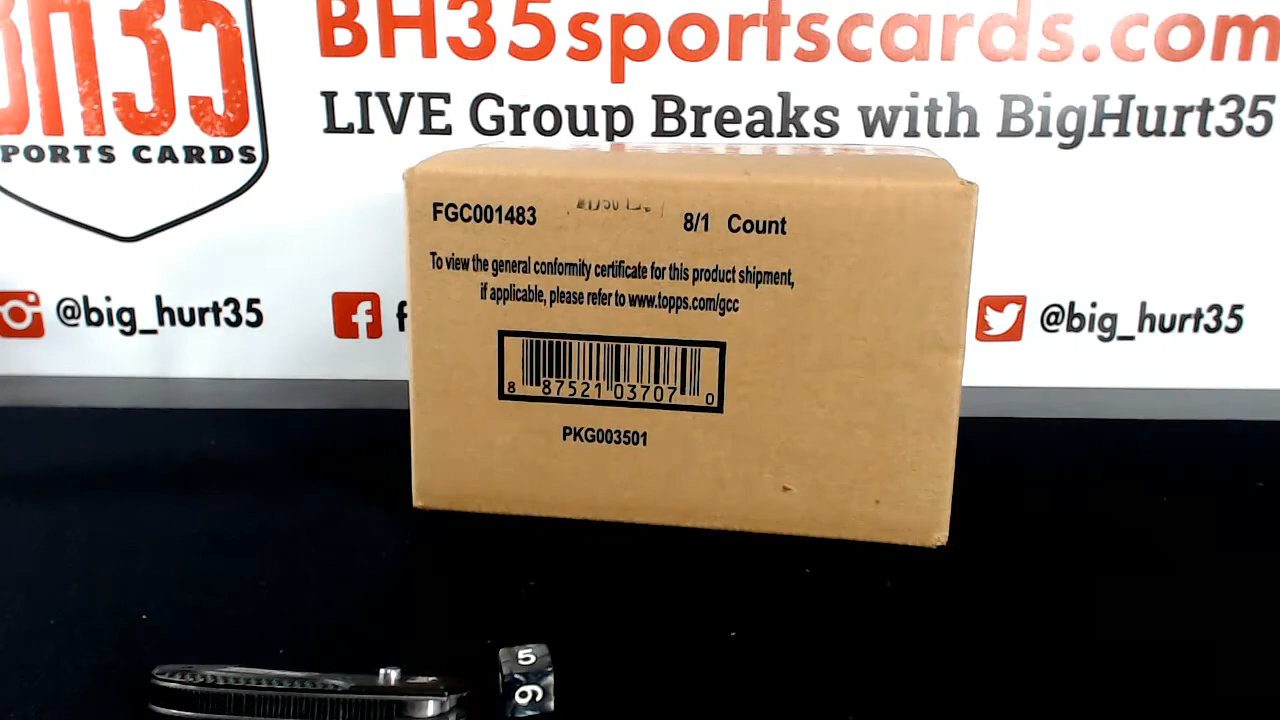 BH35
SPORTS CARDS
BH35sportscards.com
LIVE Group Breaks with BigHurt35
@big_hurt35
f
@big_hurt35
FGC001483
8/1 Count
To view the general conformity certificate for this product shipment,
if applicable, please refer to www.topps.com/gcc
8 87521 03707 0
PKG003501
5
6